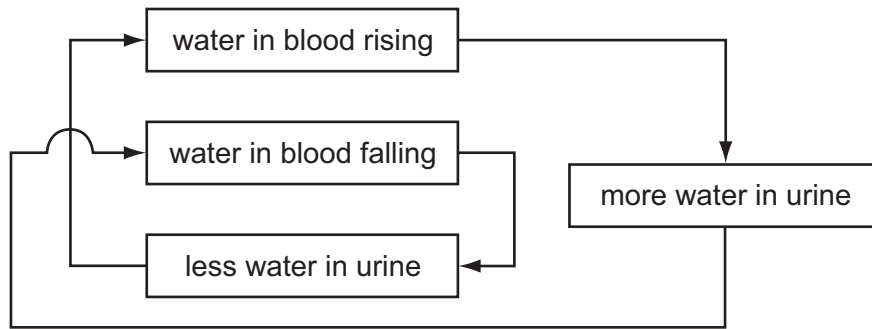 water in blood rising
water in blood falling
more water in urine
less water in urine